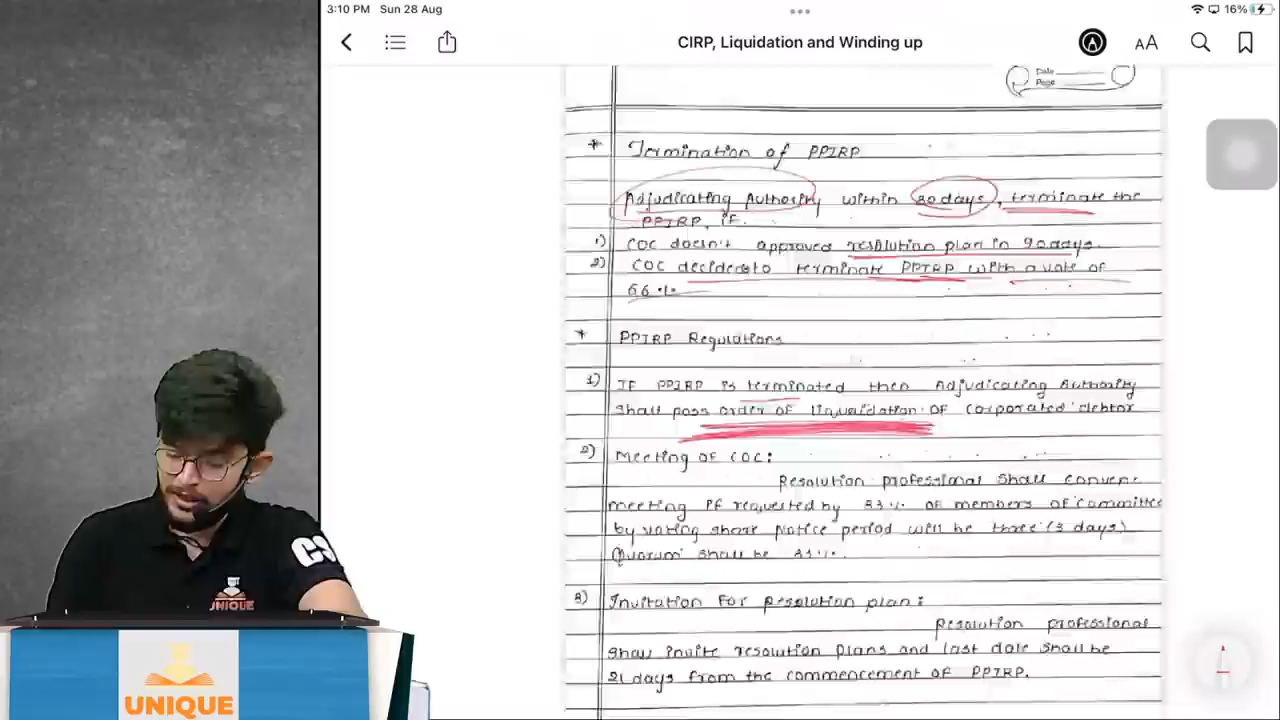 3:10 PM Sun 28 Aug
16%
CIRP, Liquidation and Winding up
AA
Date
Page
* Termination of PPIRP
Adjudicating Authority within 30 days, terminate the
PPIRP, if.
1) COC doesn't approved resolution plan in 90 days.
2) COC decides to terminate PPIRP with a vote of
66 %
* PPIRP Regulations
1) IF PPIRP is terminated then Adjudicating Authority
shall pass order of liquidation of corporated debtor
2) Meeting of COC:
Resolution professional shall convene
meeting if requested by 33% of members of committee
by voting share notice period will be three (3 days)
Quorum shall be 33%.
3) Invitation for resolution plan:
Resolution professional
shall invite resolution plans and last date shall be
21 days from the commencement of PPIRP.
CS
UNIQUE
UNIQUE